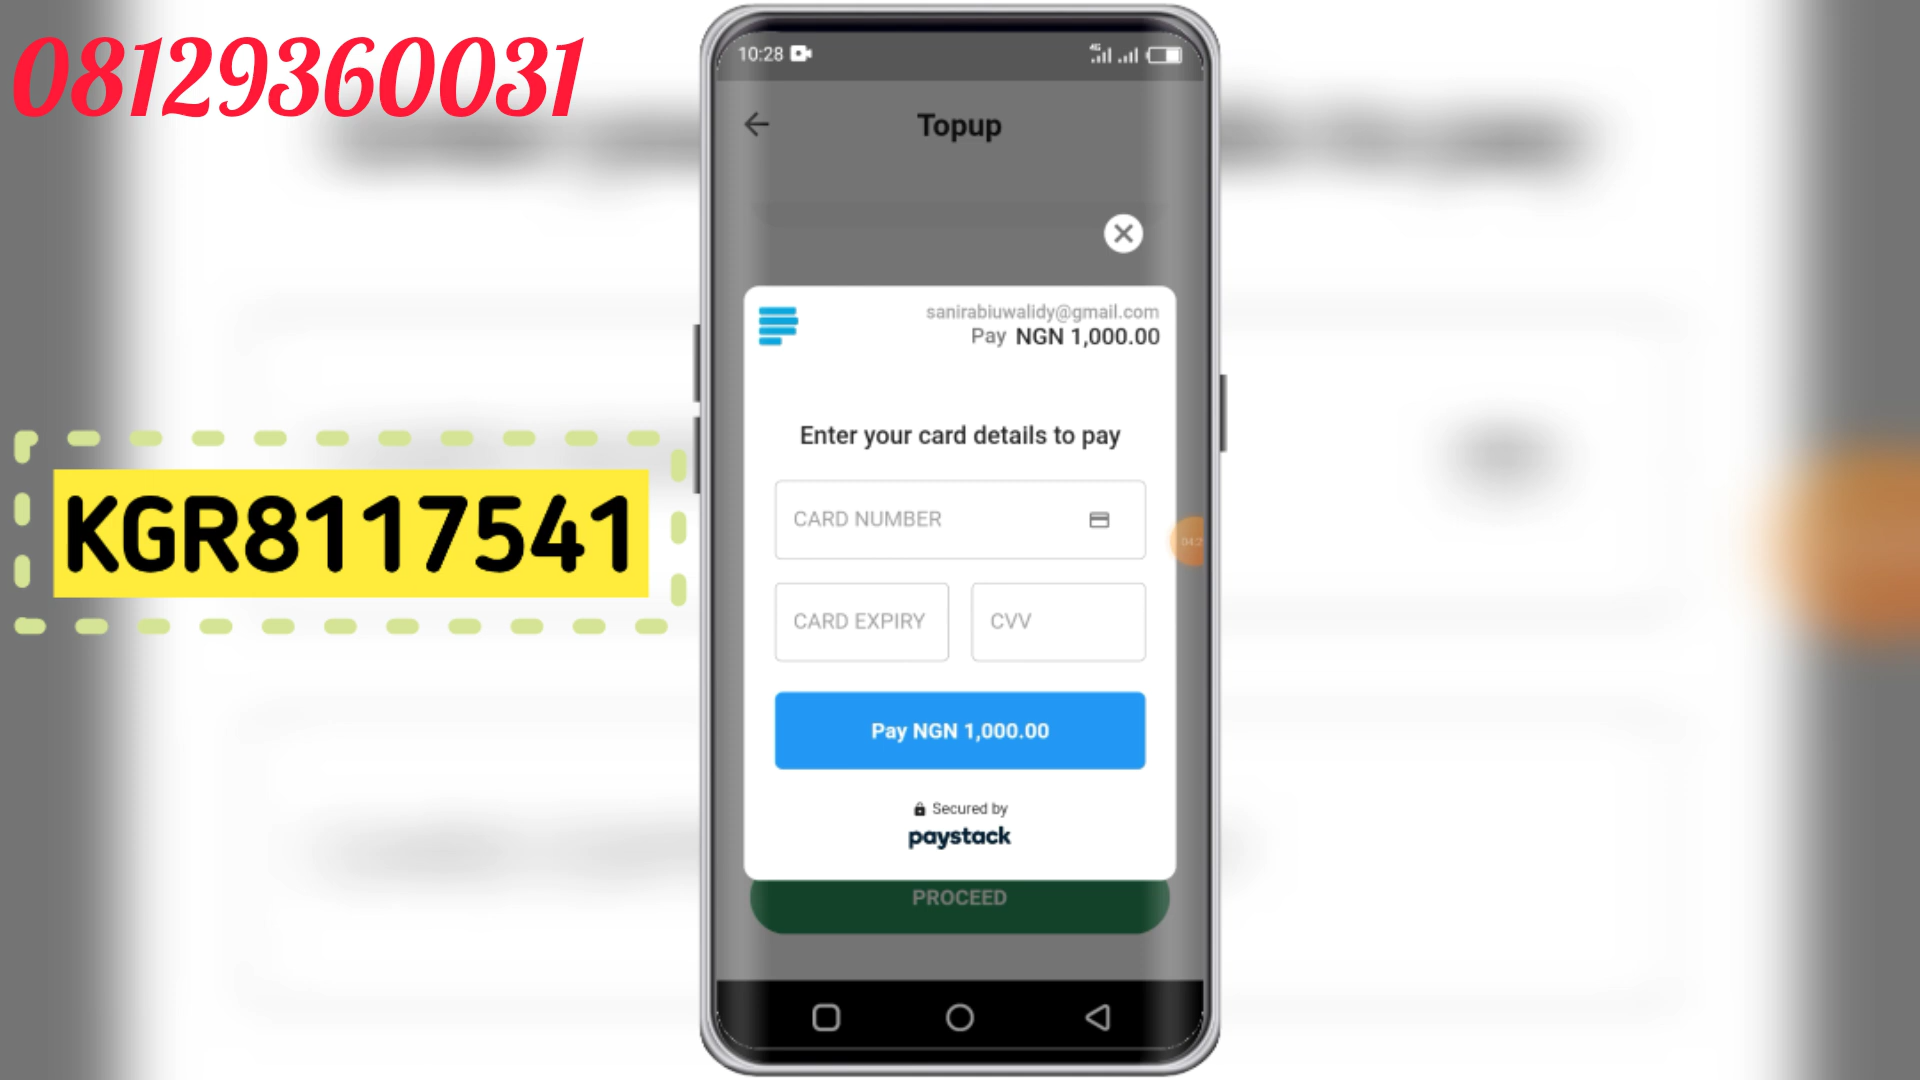 08129360031
10:28
4G
Topup
sanirabiuwalidy@gmail.com
Pay NGN 1,000.00
Enter your card details to pay
CARD NUMBER
CARD EXPIRY
CVV
Pay NGN 1,000.00
Secured by
paystack
PROCEED
KGR8117541